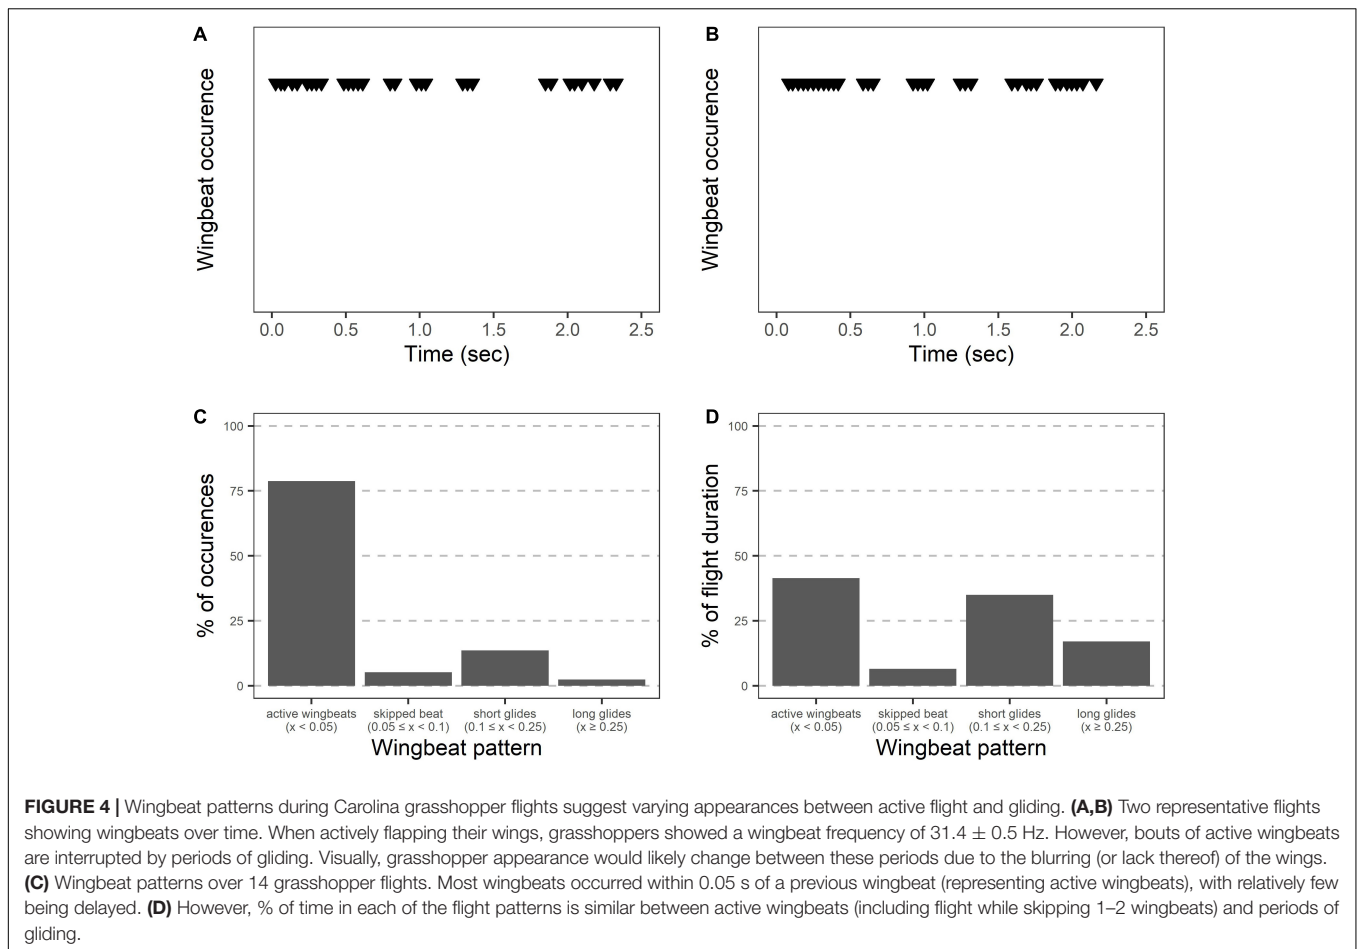 A
B
Wingbeat occurence
Wingbeat occurence
0.0 0.5 1.0 1.5 2.0 2.5
0.0 0.5 1.0 1.5 2.0 2.5
Time (sec)
Time (sec)
C
D
% of occurences
% of flight duration
100
75
50
25
0
100
75
50
25
0
active wingbeats skipped beat short glides long glides
(x < 0.05) (0.05 ≤ x < 0.1) (0.1 ≤ x < 0.25) (x ≥ 0.25)
Wingbeat pattern
active wingbeats skipped beat short glides long glides
(x < 0.05) (0.05 ≤ x < 0.1) (0.1 ≤ x < 0.25) (x ≥ 0.25)
Wingbeat pattern
FIGURE 4 | Wingbeat patterns during Carolina grasshopper flights suggest varying appearances between active flight and gliding. (A,B) Two representative flights
showing wingbeats over time. When actively flapping their wings, grasshoppers showed a wingbeat frequency of 31.4 ± 0.5 Hz. However, bouts of active wingbeats
are interrupted by periods of gliding. Visually, grasshopper appearance would likely change between these periods due to the blurring (or lack thereof) of the wings.
(C) Wingbeat patterns over 14 grasshopper flights. Most wingbeats occurred within 0.05 s of a previous wingbeat (representing active wingbeats), with relatively few
being delayed. (D) However, % of time in each of the flight patterns is similar between active wingbeats (including flight while skipping 1–2 wingbeats) and periods of
gliding.